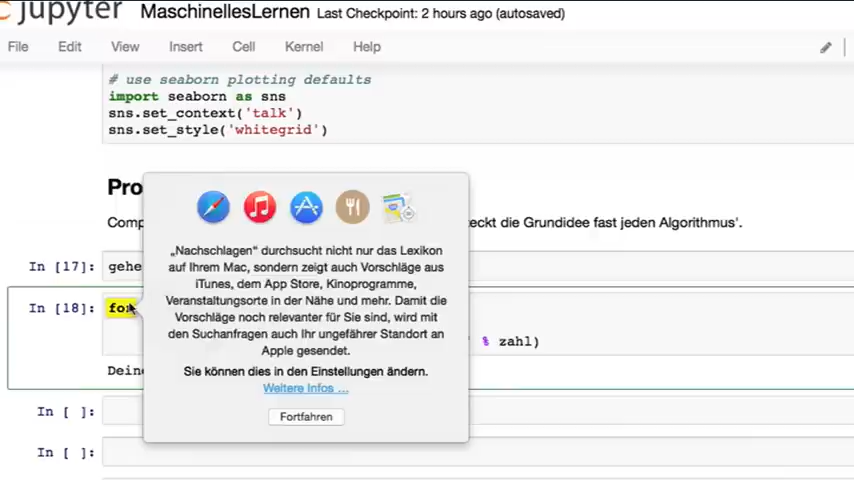 jupyter MaschinellesLernen Last Checkpoint: 2 hours ago (autosaved)
File Edit View Insert Cell Kernel Help
# use seaborn plotting defaults
import seaborn as sns
sns.set_context('talk')
sns.set_style('whitegrid')
Pro
Comp
teckt die Grundidee fast jeden Algorithmus'.
In [17]: gehe
In [18]: for
% zahl)
Deine
In [ ]:
In [ ]:
„Nachschlagen“ durchsucht nicht nur das Lexikon
auf Ihrem Mac, sondern zeigt auch Vorschläge aus
iTunes, dem App Store, Kinoprogramme,
Veranstaltungsorte in der Nähe und mehr. Damit die
Vorschläge noch relevanter für Sie sind, wird mit
den Suchanfragen auch Ihr ungefährer Standort an
Apple gesendet.
Sie können dies in den Einstellungen ändern.
Weitere Infos ...
Fortfahren